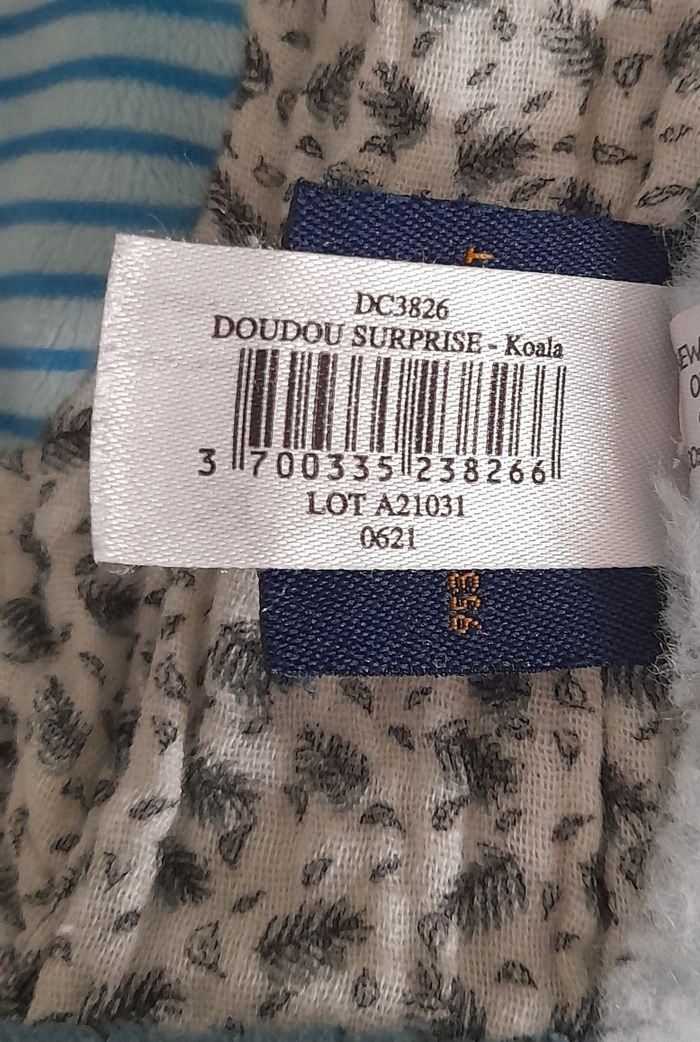 DC3826
DOUDOU SURPRISE - Koala
3 700335 238266
LOT A21031
0621